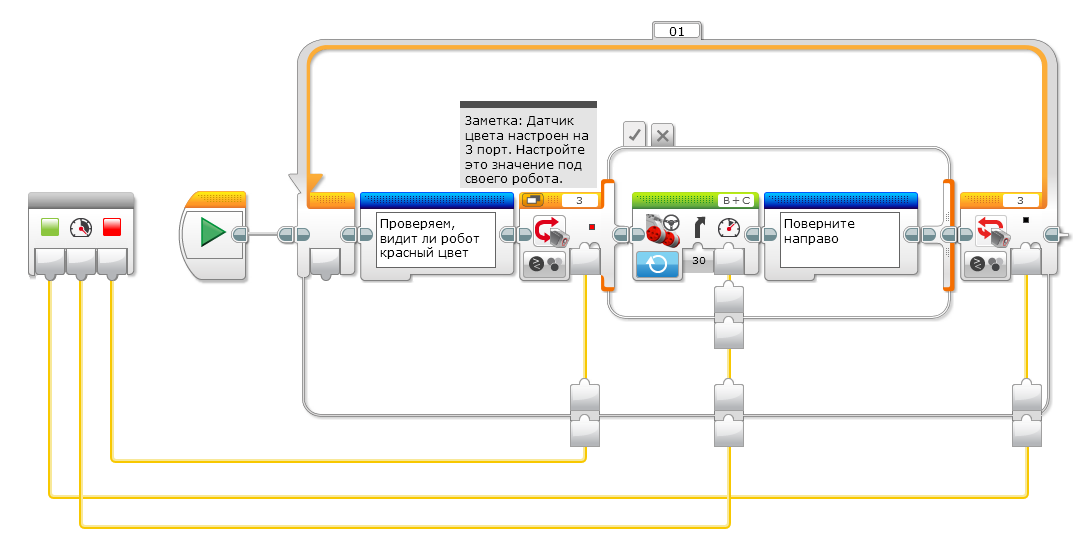 01
Заметка: Датчик
цвета настроен на
3 порт. Настройте
это значение под
своего робота.
3
B + C
3
Проверяем,
видит ли робот
красный цвет
Поверните
направо
30